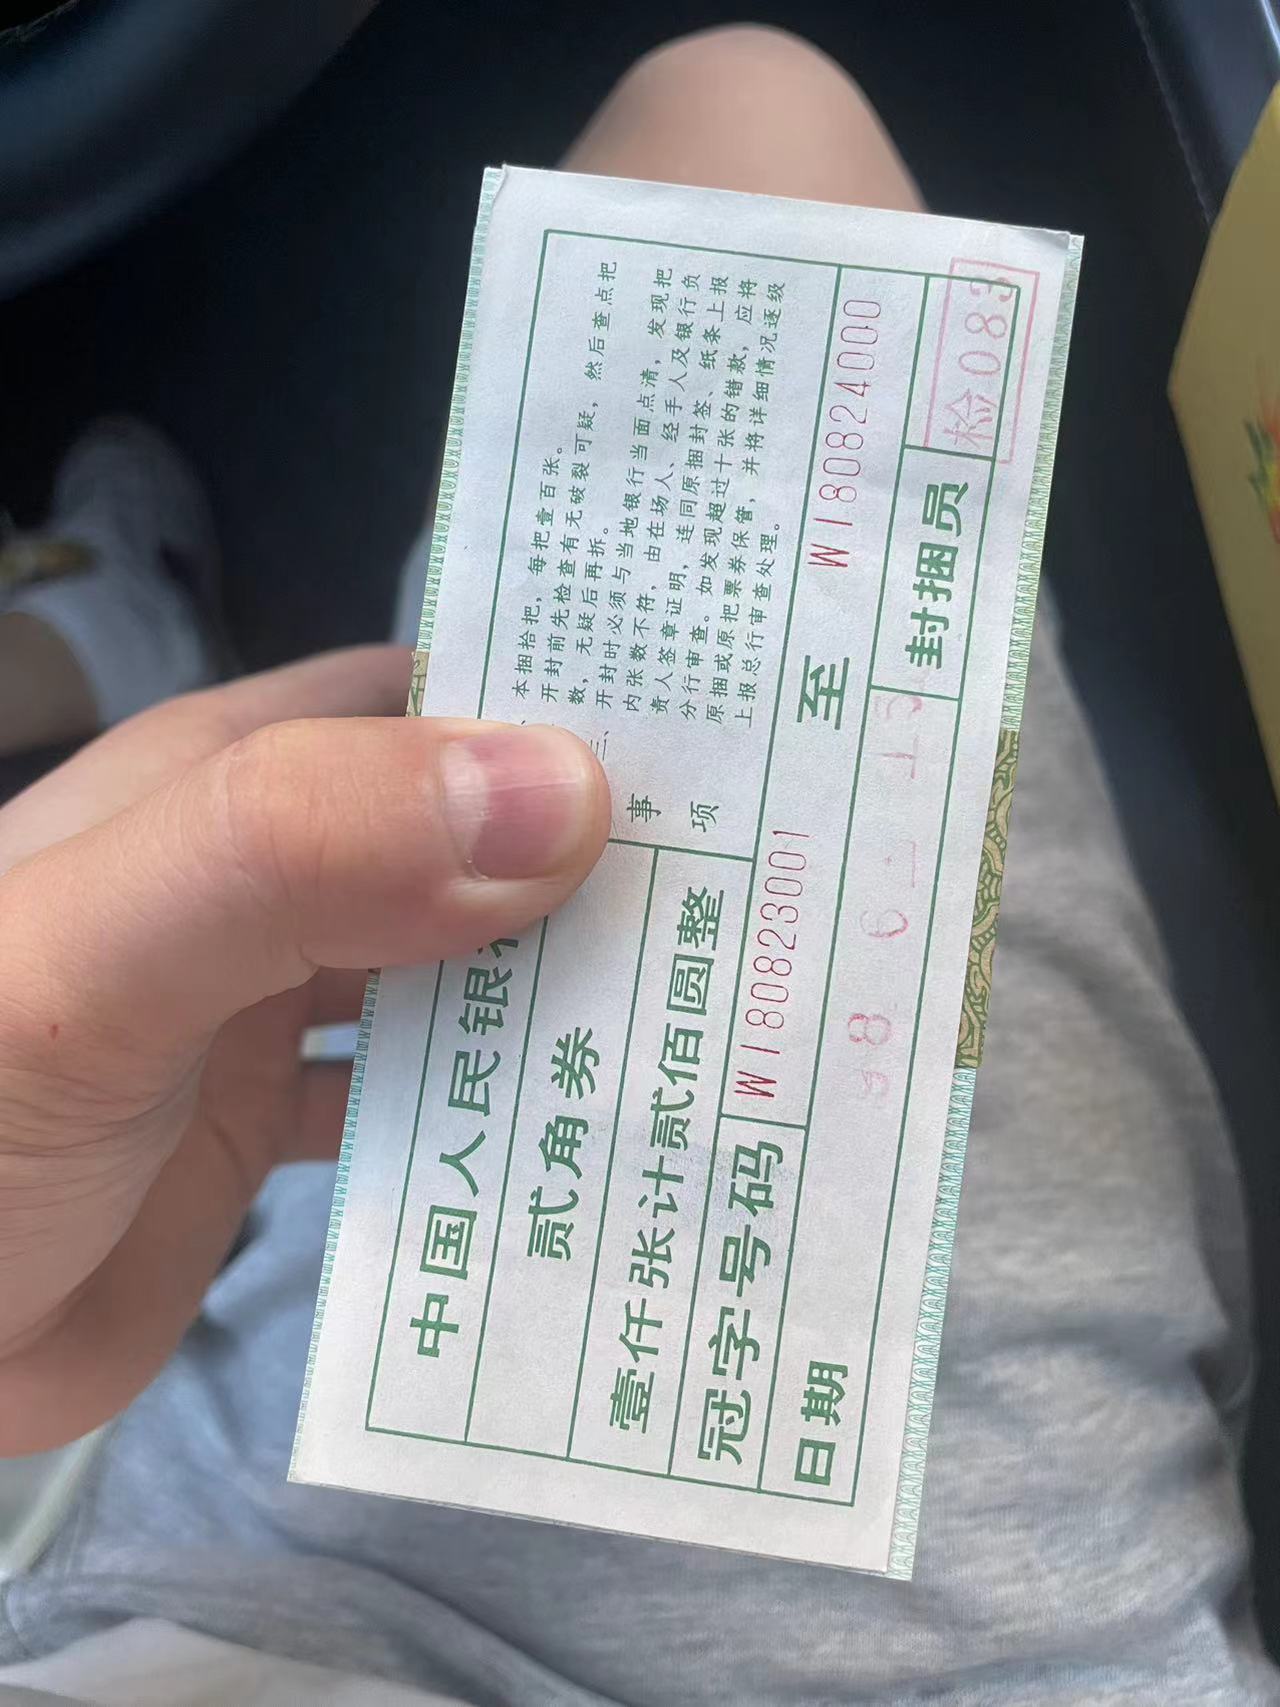 中国人民银
贰角券
壹仟张计贰佰圆整
事
项
、本捆拾把，每把壹百张。
开封前先检查有无破裂可疑，然后查点把
数，无疑后再拆。
三、开封时必须与当地银行当面点清，发现把
内张数不符，由在场人、经手人及银行负
责人签章证明，连同原捆封签、纸条上报
分行审查。如发现超过十张的错款，应将
原捆或原把票券保管，并将详细情况逐级
上报总行审查处理。
冠字号码 W180823001 至 W180824000
日期 8 6 封捆员 检083